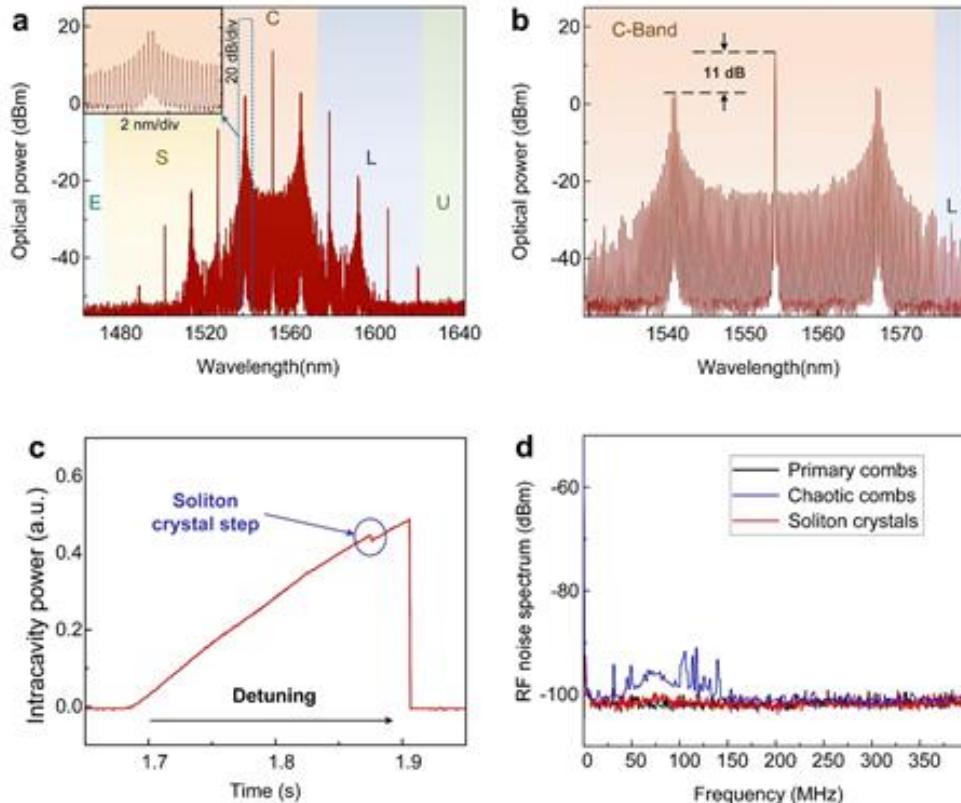 a
20
0
-20
-40
Optical power (dBm)
1480
1520
1560
1600
1640
Wavelength(nm)
2 nm/div
20 dB/div
E
S
C
L
U
b
20
0
-20
-40
Optical power (dBm)
C-Band
11 dB
L
1540
1550
1560
1570
Wavelength (nm)
c
0.6
0.4
0.2
0.0
Intracavity power (a.u.)
Soliton
crystal step
Detuning
1.7
1.8
1.9
Time (s)
d
-60
-80
-100
RF noise spectrum (dBm)
Primary combs
Chaotic combs
Soliton crystals
0
50
100
150
200
250
300
350
Frequency (MHz)